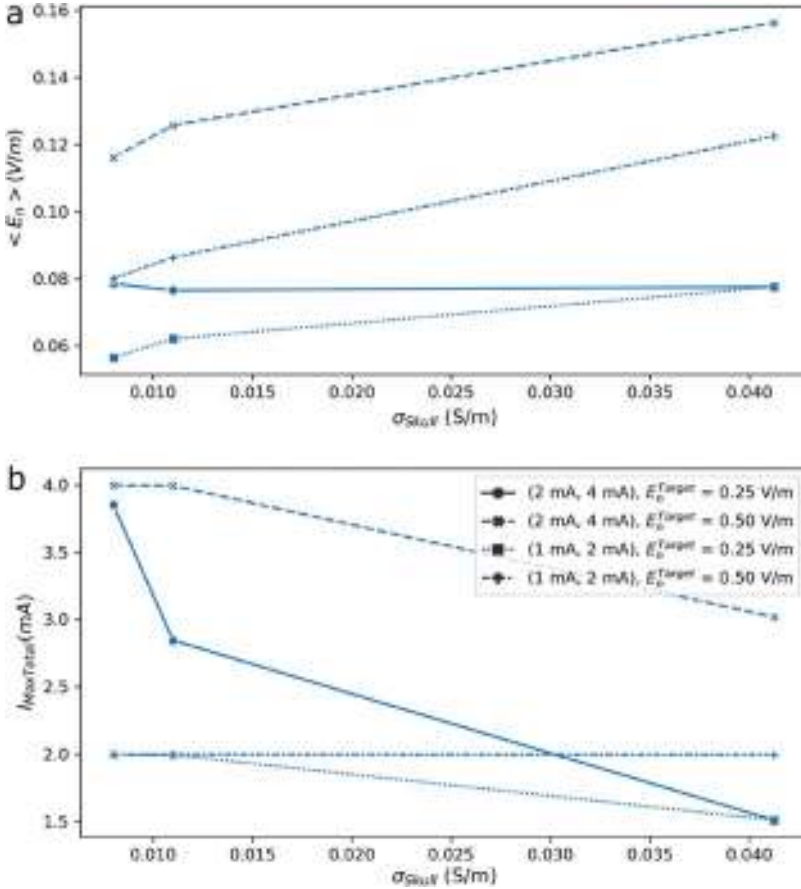 a
0.16
0.14
0.12
0.10
0.08
0.06
< E_n > (V/m)
0.010 0.015 0.020 0.025 0.030 0.035 0.040
σ_Skull (S/m)
b
4.0
3.5
3.0
2.5
2.0
1.5
I_MaxTotal(mA)
(2 mA, 4 mA), E_n^Target = 0.25 V/m
(2 mA, 4 mA), E_n^Target = 0.50 V/m
(1 mA, 2 mA), E_n^Target = 0.25 V/m
(1 mA, 2 mA), E_n^Target = 0.50 V/m
0.010 0.015 0.020 0.025 0.030 0.035 0.040
σ_Skull (S/m)